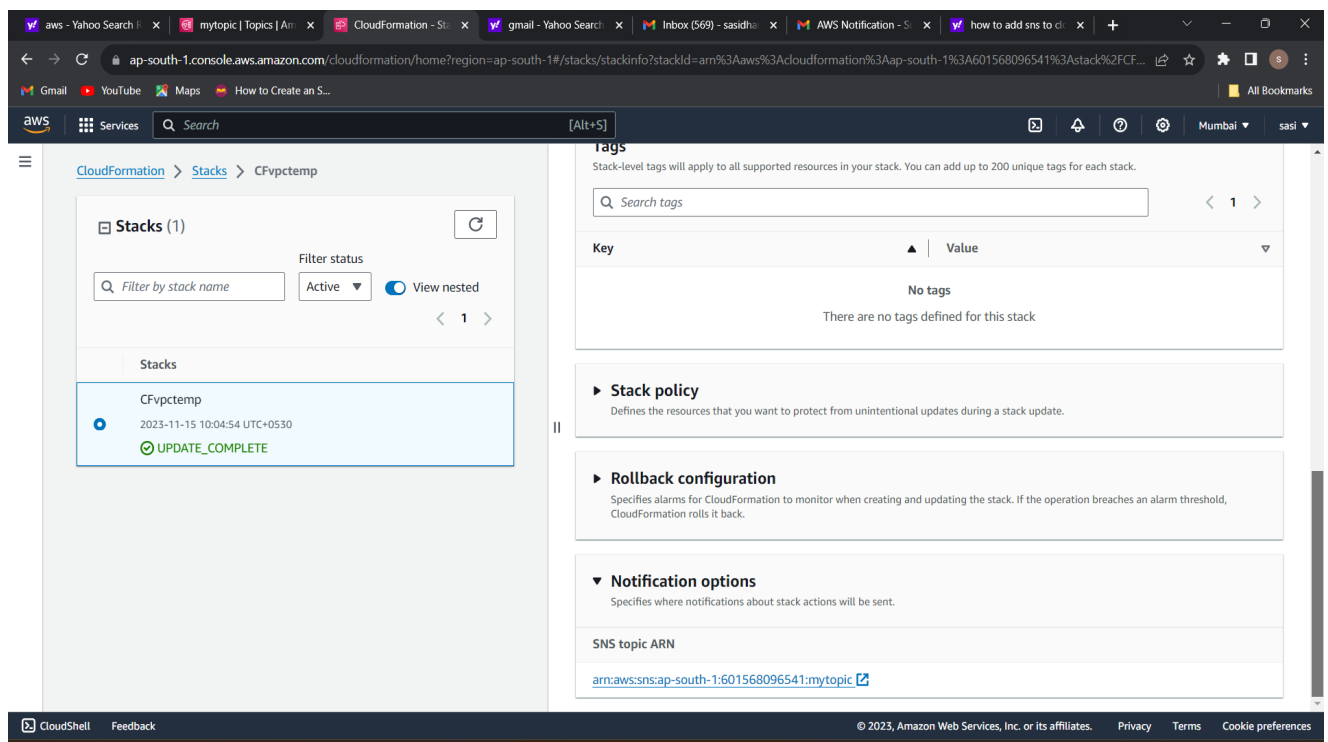 aws - Yahoo Search R
mytopic | Topics | Am
CloudFormation - Sta
gmail - Yahoo Search
Inbox (569) - sasidha
AWS Notification - S
how to add sns to clo
ap-south-1.console.aws.amazon.com/cloudformation/home?region=ap-south-1#/stacks/stackinfo?stackId=arn%3Aaws%3Acloudformation%3Aap-south-1%3A601568096541%3Astack%2FCF...
S
Gmail
YouTube
Maps
How to Create an S...
All Bookmarks
aws
Services
Search
[Alt+S]
Mumbai
sasi
CloudFormation
Stacks
CFvpctemp
Stacks (1)
Filter status
Filter by stack name
Active
View nested
1
Stacks
CFvpctemp
2023-11-15 10:04:54 UTC+0530
UPDATE_COMPLETE
Tags
Stack-level tags will apply to all supported resources in your stack. You can add up to 200 unique tags for each stack.
Search tags
1
Key
Value
No tags
There are no tags defined for this stack
Stack policy
Defines the resources that you want to protect from unintentional updates during a stack update.
Rollback configuration
Specifies alarms for CloudFormation to monitor when creating and updating the stack. If the operation breaches an alarm threshold,
CloudFormation rolls it back.
Notification options
Specifies where notifications about stack actions will be sent.
SNS topic ARN
arn:aws:sns:ap-south-1:601568096541:mytopic
CloudShell
Feedback
© 2023, Amazon Web Services, Inc. or its affiliates.
Privacy
Terms
Cookie preferences